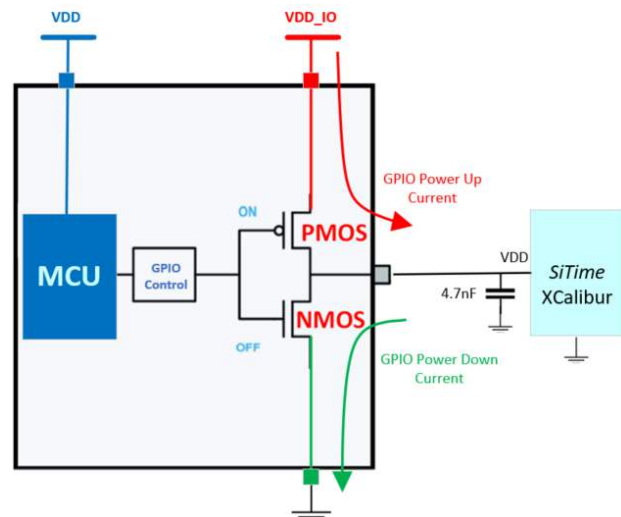 VDD
VDD_IO
GPIO Power Up
Current
ON
PMOS
MCU
GPIO
Control
VDD
SiTime
XCalibur
4.7nF
NMOS
OFF
GPIO Power Down
Current